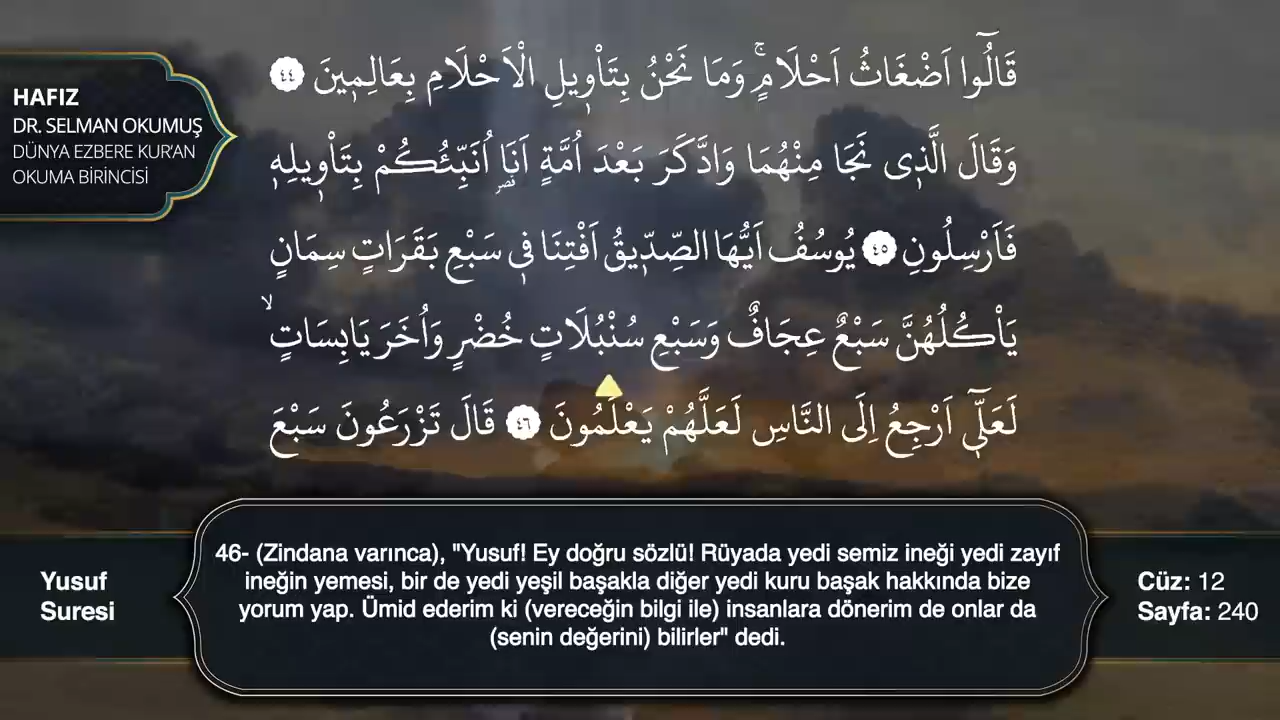 HAFIZ
DR. SELMAN OKUMUŞ
DÜNYA EZBERE KUR'AN
OKUMA BİRİNCİSİ
قَالُٓوا اَضْغَاثُ اَحْلَامٍۚ وَمَا نَحْنُ بِتَأْو۪يلِ الْاَحْلَامِ بِعَالِم۪ينَ ﴿٤٤﴾
وَقَالَ الَّذ۪ي نَجَا مِنْهُمَا وَادَّكَرَ بَعْدَ اُمَّةٍ اَنَا۬ اُنَبِّئُكُمْ بِتَأْو۪يلِه۪
فَاَرْسِلُونِ ﴿٤٥﴾ يُوسُفُ اَيُّهَا الصِّدّ۪يقُ اَفْتِنَا ف۪ي سَبْعِ بَقَرَاتٍ سِمَانٍ
يَأْكُلُهُنَّ سَبْعٌ عِجَافٌ وَسَبْعِ سُنْبُلَاتٍ خُضْرٍ وَاُخَرَ يَابِسَاتٍۙ
لَعَلّ۪ٓي اَرْجِعُ اِلَى النَّاسِ لَعَلَّهُمْ يَعْلَمُونَ ﴿٤٦﴾ قَالَ تَزْرَعُونَ سَبْعَ
Yusuf
Suresi
46- (Zindana varınca), "Yusuf! Ey doğru sözlü! Rüyada yedi semiz ineği yedi zayıf
ineğin yemesi, bir de yedi yeşil başakla diğer yedi kuru başak hakkında bize
yorum yap. Ümid ederim ki (vereceğin bilgi ile) insanlara dönerim de onlar da
(senin değerini) bilirler" dedi.
Cüz: 12
Sayfa: 240